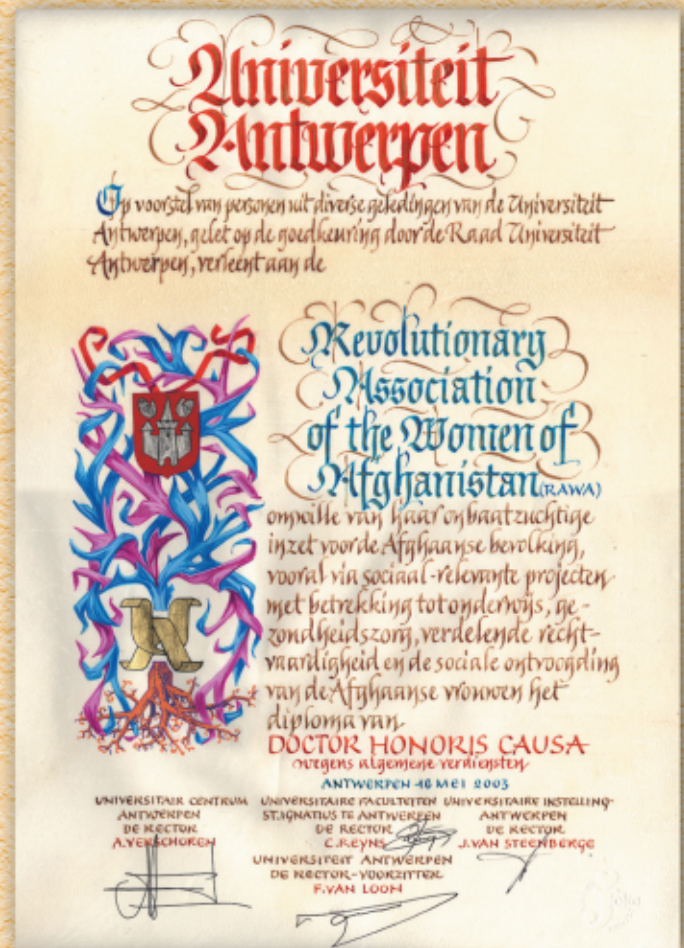 Universiteit
Antwerpen
Op voorstel van personen uit diverse geledingen van de Universiteit
Antwerpen, gelet op de goedkeuring door de Raad Universiteit
Antwerpen, verleent aan de
Revolutionary
Association
of the Women of
Afghanistan (RAWA)
omwille van haar onbaatzuchtige
inzet voor de Afghaanse bevolking,
vooral via sociaal-relevante projecten
met betrekking tot onderwijs, ge-
zondheidszorg, verdelende recht-
vaardigheid en de sociale ontvoogding
van de Afghaanse vrouwen het
diploma van
DOCTOR HONORIS CAUSA
wegens algemene verdiensten
ANTWERPEN 16 MEI 2003
UNIVERSITAIR CENTRUM
ANTWERPEN
DE RECTOR
A. VERSCHOREN
UNIVERSITAIRE FACULTEITEN
ST. IGNATIUS TE ANTWERPEN
DE RECTOR
C. REYNS
UNIVERSITAIRE INSTELLING
ANTWERPEN
DE RECTOR
J. VAN STEENBERGE
UNIVERSITEIT ANTWERPEN
DE RECTOR-VOORZITTER
F. VAN LOON